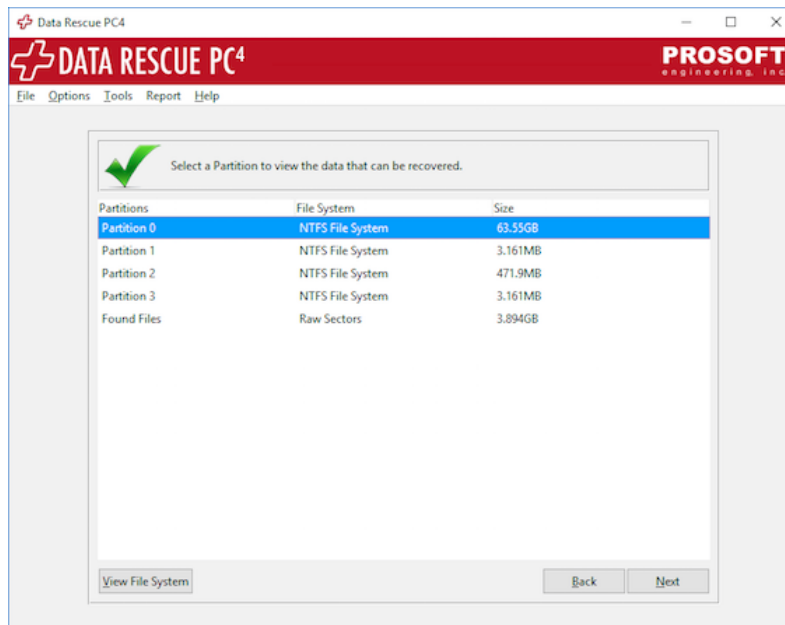 Data Rescue PC4
DATA RESCUE PC4
PROSOFT
engineering, inc
File Options Tools Report Help
Select a Partition to view the data that can be recovered.
Partitions File System Size
Partition 0 NTFS File System 63.55GB
Partition 1 NTFS File System 3.161MB
Partition 2 NTFS File System 471.9MB
Partition 3 NTFS File System 3.161MB
Found Files Raw Sectors 3.894GB
View File System Back Next